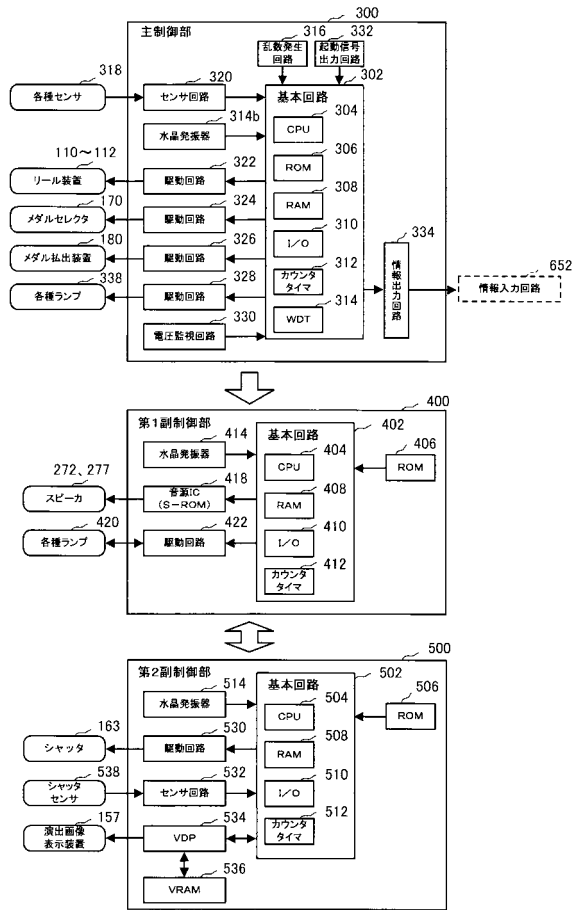 300
主制御部
316
332
乱数発生
回路
起動信号
出力回路
318
320
302
各種センサ
センサ回路
基本回路
314b
304
水晶発振器
CPU
110～112
322
306
リール装置
駆動回路
ROM
170
324
308
メダルセレクタ
駆動回路
RAM
180
326
310
334
メダル払出装置
駆動回路
I/O
652
338
328
312
各種ランプ
駆動回路
カウンタ
タイマ
情報出力回路
情報入力回路
330
314
電圧監視回路
WDT
400
第1副制御部
414
402
水晶発振器
基本回路
404
406
CPU
ROM
272、277
418
408
スピーカ
音源IC
(S-ROM)
RAM
420
422
410
各種ランプ
駆動回路
I/O
412
カウンタ
タイマ
500
第2副制御部
514
502
水晶発振器
基本回路
504
506
CPU
ROM
163
530
508
シャッタ
駆動回路
RAM
538
532
510
シャッタ
センサ
センサ回路
I/O
157
534
512
演出画像
表示装置
VDP
カウンタ
タイマ
536
VRAM